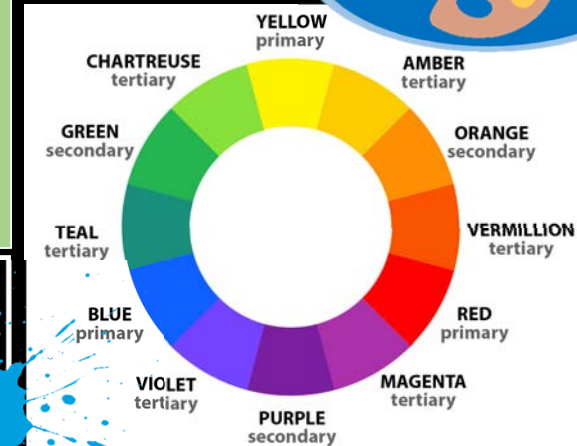 YELLOW
primary
AMBER
tertiary
ORANGE
secondary
VERMILLION
tertiary
RED
primary
MAGENTA
tertiary
PURPLE
secondary
VIOLET
tertiary
BLUE
primary
TEAL
tertiary
GREEN
secondary
CHARTREUSE
tertiary